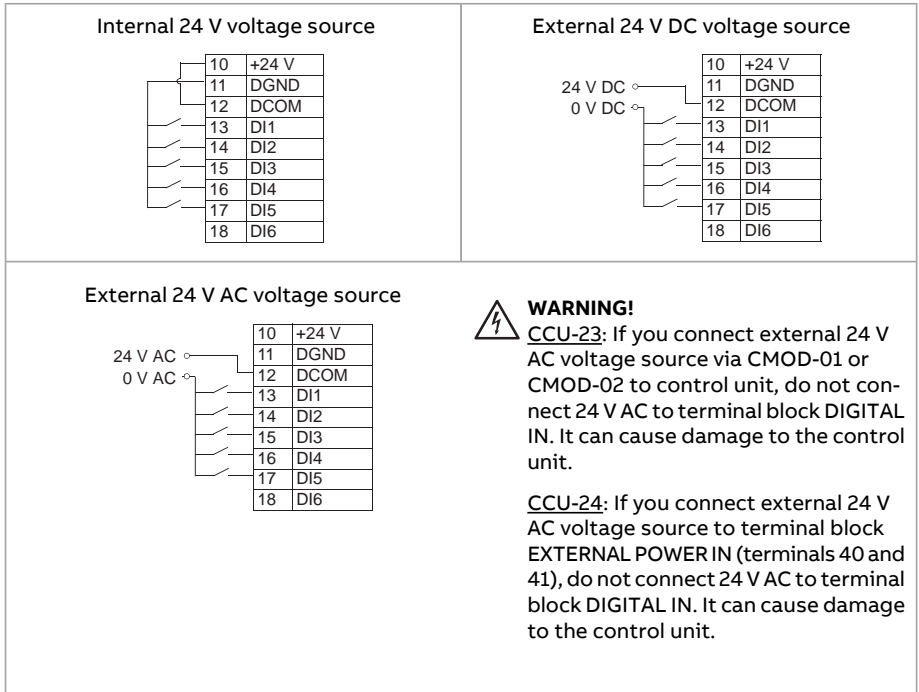 Internal 24 V voltage source
10 +24 V
11 DGND
12 DCOM
13 DI1
14 DI2
15 DI3
16 DI4
17 DI5
18 DI6
External 24 V DC voltage source
24 V DC
0 V DC
10 +24 V
11 DGND
12 DCOM
13 DI1
14 DI2
15 DI3
16 DI4
17 DI5
18 DI6
External 24 V AC voltage source
24 V AC
0 V AC
10 +24 V
11 DGND
12 DCOM
13 DI1
14 DI2
15 DI3
16 DI4
17 DI5
18 DI6
WARNING!
CCU-23: If you connect external 24 V
AC voltage source via CMOD-01 or
CMOD-02 to control unit, do not con-
nect 24 V AC to terminal block DIGITAL
IN. It can cause damage to the control
unit.
CCU-24: If you connect external 24 V
AC voltage source to terminal block
EXTERNAL POWER IN (terminals 40 and
41), do not connect 24 V AC to terminal
block DIGITAL IN. It can cause damage
to the control unit.